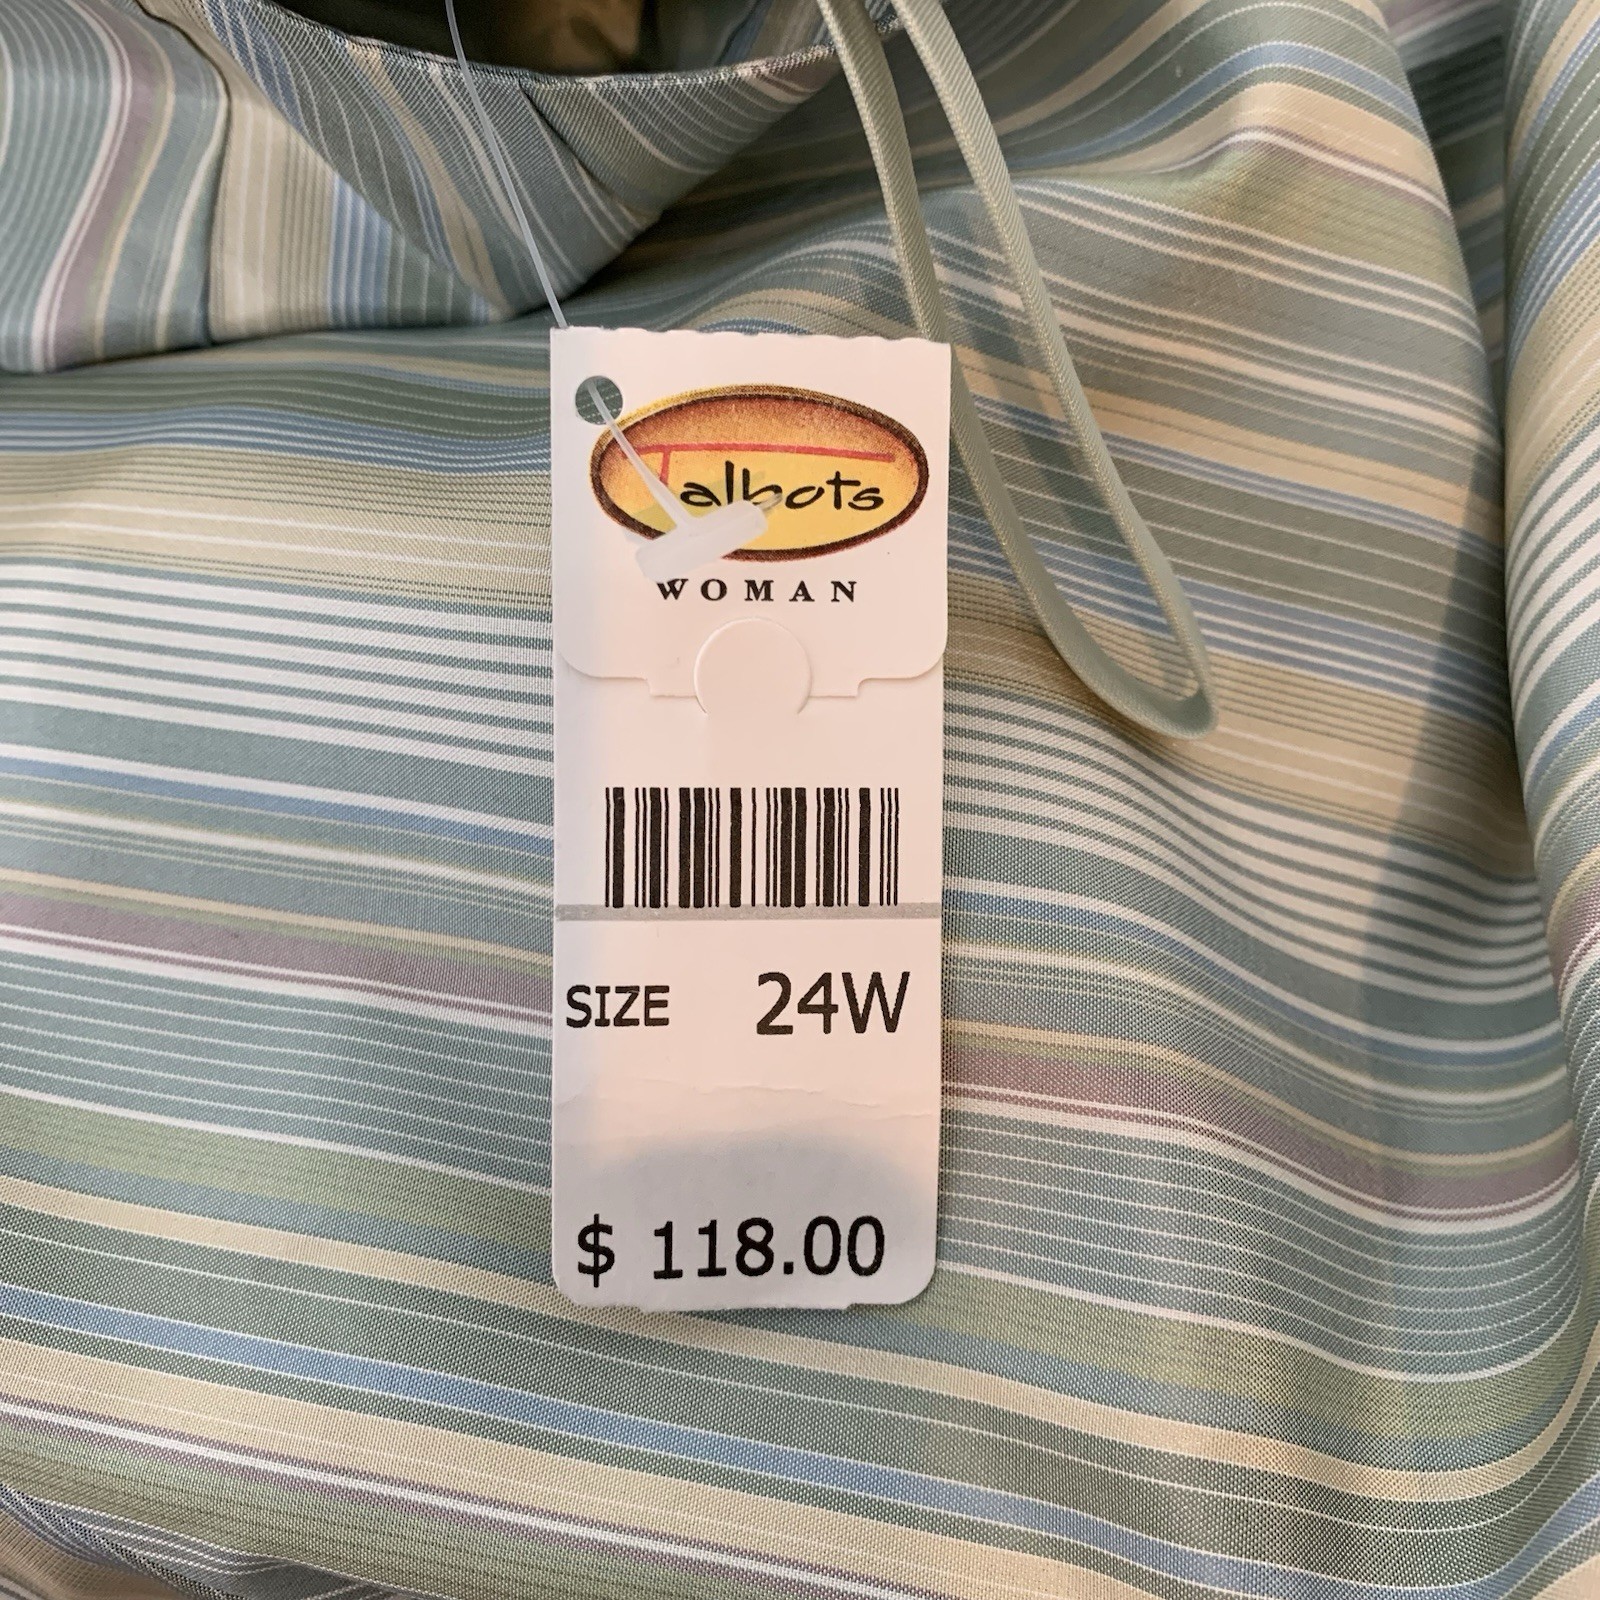 Talbots
WOMAN
SIZE 24W
$ 118.00